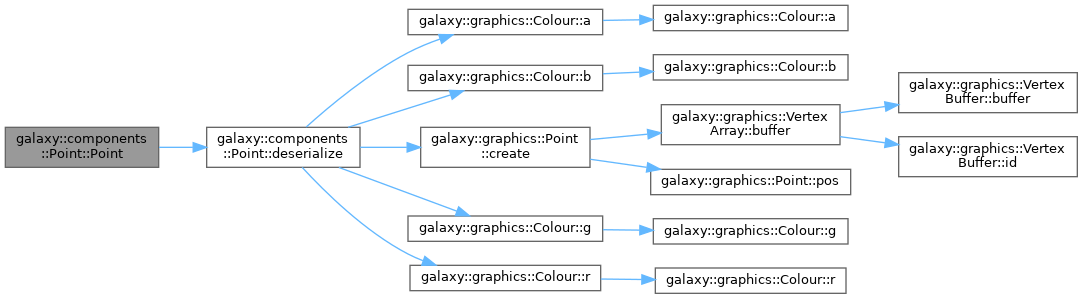 galaxy::components
::Point::Point
galaxy::components
::Point::deserialize
galaxy::graphics::Colour::a
galaxy::graphics::Colour::a
galaxy::graphics::Colour::b
galaxy::graphics::Colour::b
galaxy::graphics::Point
::create
galaxy::graphics::Vertex
Array::buffer
galaxy::graphics::Vertex
Buffer::buffer
galaxy::graphics::Vertex
Buffer::id
galaxy::graphics::Point::pos
galaxy::graphics::Colour::g
galaxy::graphics::Colour::g
galaxy::graphics::Colour::r
galaxy::graphics::Colour::r